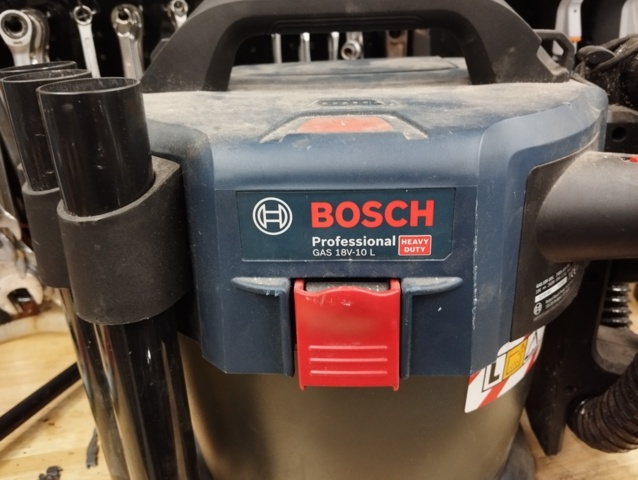 BOSCH
Professional HEAVY DUTY
GAS 18V-10 L
L